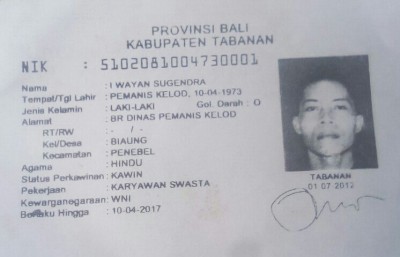 PROVINSI BALI
KABUPATEN TABANAN
NIK : 5102081004730001
Nama : I WAYAN SUGENDRA
Tempat/Tgl Lahir : PEMANIS KELOD, 10-04-1973
Jenis Kelamin : LAKI-LAKI Gol. Darah : O
Alamat : BR DINAS PEMANIS KELOD
RT/RW : - / -
Kel/Desa : BIAUNG
Kecamatan : PENEBEL
Agama : HINDU
Status Perkawinan : KAWIN
Pekerjaan : KARYAWAN SWASTA
Kewarganegaraan : WNI
Berlaku Hingga : 10-04-2017
TABANAN
01 07 2012